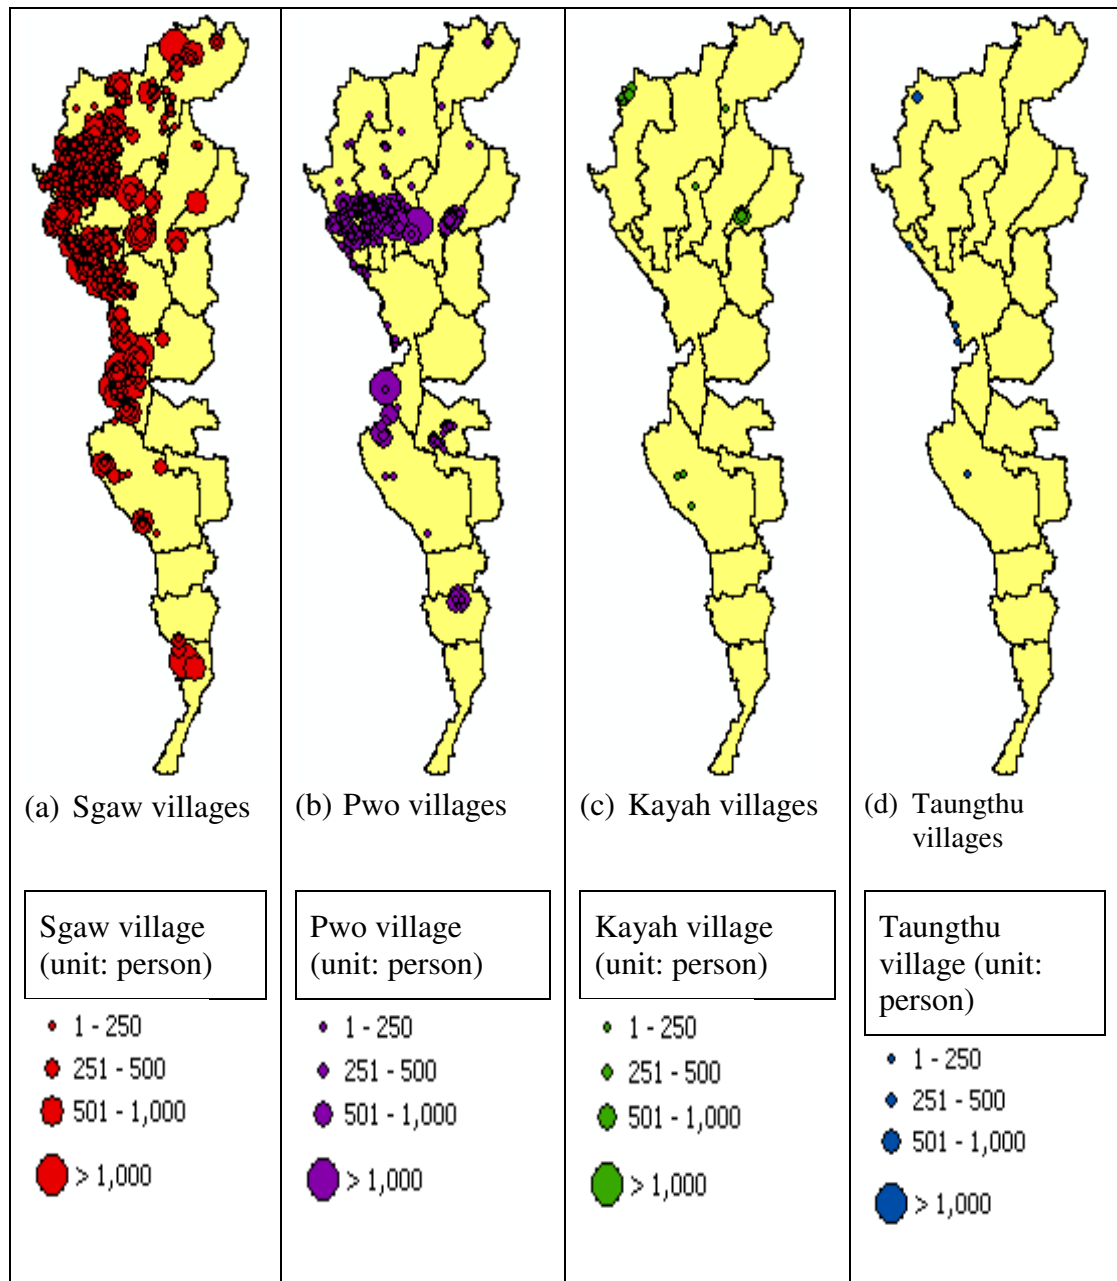 (a) Sgaw villages
(b) Pwo villages
(c) Kayah villages
(d) Taungthu
villages
Sgaw village
(unit: person)
1 - 250
251 - 500
501 - 1,000
> 1,000
Pwo village
(unit: person)
1 - 250
251 - 500
501 - 1,000
> 1,000
Kayah village
(unit: person)
1 - 250
251 - 500
501 - 1,000
> 1,000
Taungthu
village (unit:
person)
1 - 250
251 - 500
501 - 1,000
> 1,000